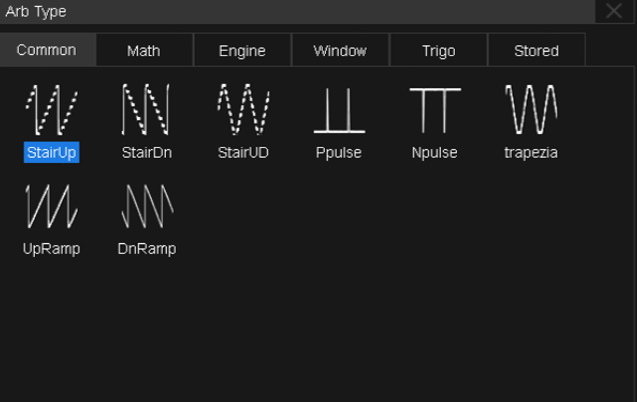 Arb Type
Common Math Engine Window Trigo Stored
StairUp StairDn StairUD Ppulse Npulse trapezia
UpRamp DnRamp